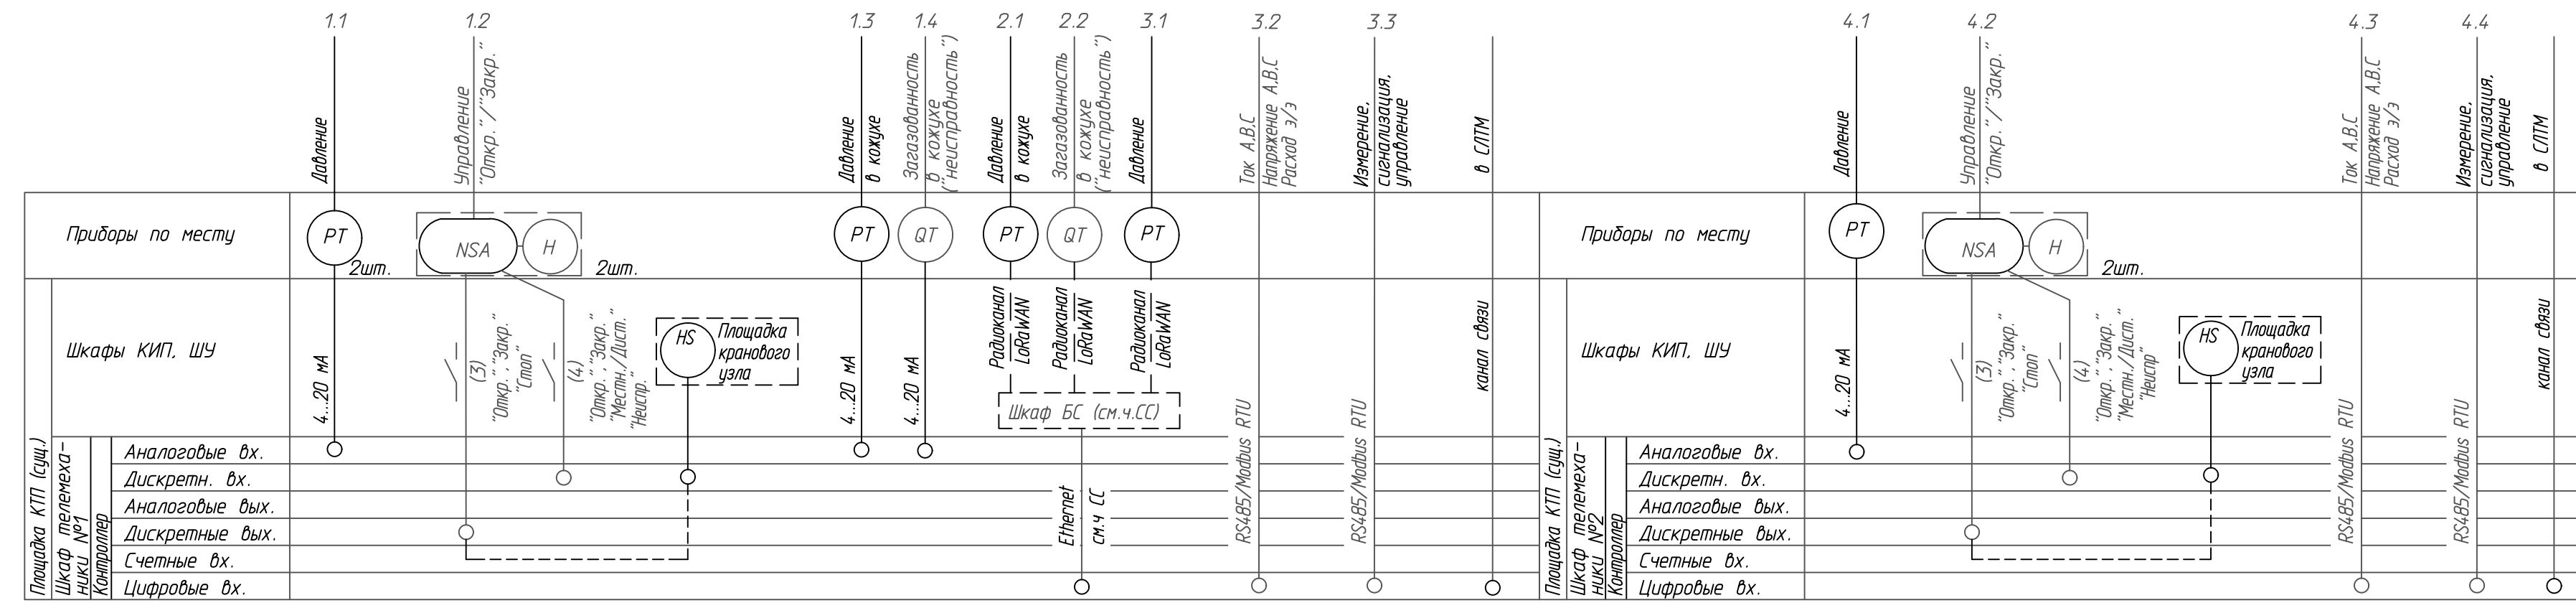 1.1
1.2
1.3
1.4
2.1
2.2
3.1
3.2
3.3
4.1
4.2
4.3
4.4
Давление
Управление
"Откр."/"Закр."
Давление
в кожухе
Загазованность
в кожухе
("неисправность")
Давление
в кожухе
Загазованность
в кожухе
("неисправность")
Давление
Ток А,В,С
Напряжение А,В,С
Расход э/э
Измерение,
сигнализация,
управление
в СЛТМ
Давление
Управление
"Откр."/"Закр."
Ток А,В,С
Напряжение А,В,С
Расход э/э
Измерение,
сигнализация,
управление
в СЛТМ
Приборы по месту
PT
2шт.
NSA
H
2шт.
PT
QT
PT
QT
PT
Приборы по месту
PT
NSA
H
2шт.
Шкафы КИП, ШУ
4...20 мА
(3)
"Откр.","Закр."
"Стоп"
(4)
"Откр.","Закр."
"Местн./Дист."
"Неиспр."
HS
Площадка
кранового
узла
4...20 мА
4...20 мА
Радиоканал
LoRaWAN
Радиоканал
LoRaWAN
Радиоканал
LoRaWAN
Шкаф БС (см.ч.СС)
Ethernet
см.ч СС
RS485/Modbus RTU
RS485/Modbus RTU
канал связи
Шкафы КИП, ШУ
4...20 мА
(3)
"Откр.","Закр."
"Стоп"
(4)
"Откр.","Закр."
"Местн./Дист."
"Неиспр"
HS
Площадка
кранового
узла
RS485/Modbus RTU
RS485/Modbus RTU
канал связи
Площадка КТП (сущ.)
Шкаф телемеха-
ники №1
Контроллер
Аналоговые вх.
Дискретн. вх.
Аналоговые вых.
Дискретные вых.
Счетные вх.
Цифровые вх.
Площадка КТП (сущ.)
Шкаф телемеха-
ники №2
Контроллер
Аналоговые вх.
Дискретн. вх.
Аналоговые вых.
Дискретные вых.
Счетные вх.
Цифровые вх.